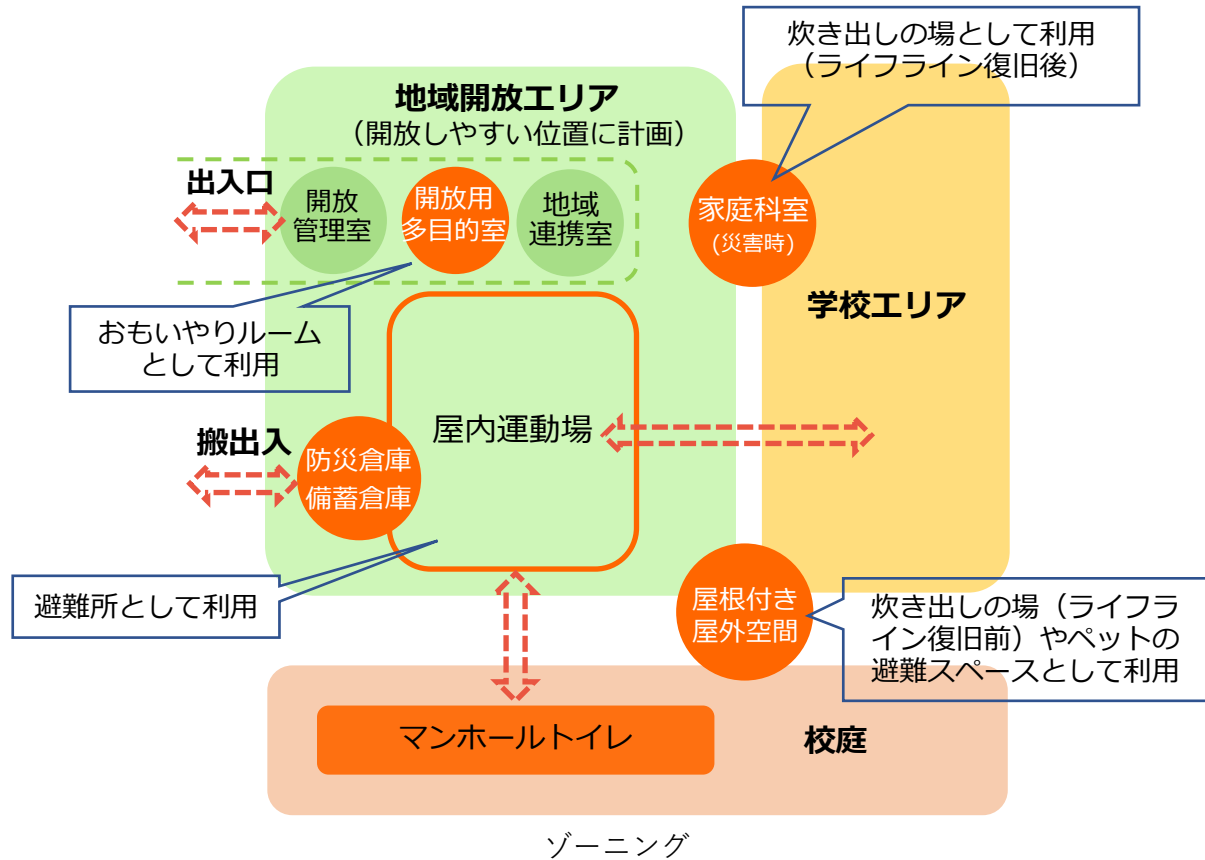 炊き出しの場として利用
（ライフライン復旧後）
地域開放エリア
（開放しやすい位置に計画）
出入口
開放
管理室
開放用
多目的室
地域
連携室
家庭科室
(災害時)
学校エリア
おもいやりルーム
として利用
屋内運動場
搬出入
防災倉庫
備蓄倉庫
避難所として利用
屋根付き
屋外空間
炊き出しの場（ライフラ
イン復旧前）やペットの
避難スペースとして利用
マンホールトイレ
校庭
ゾーニング